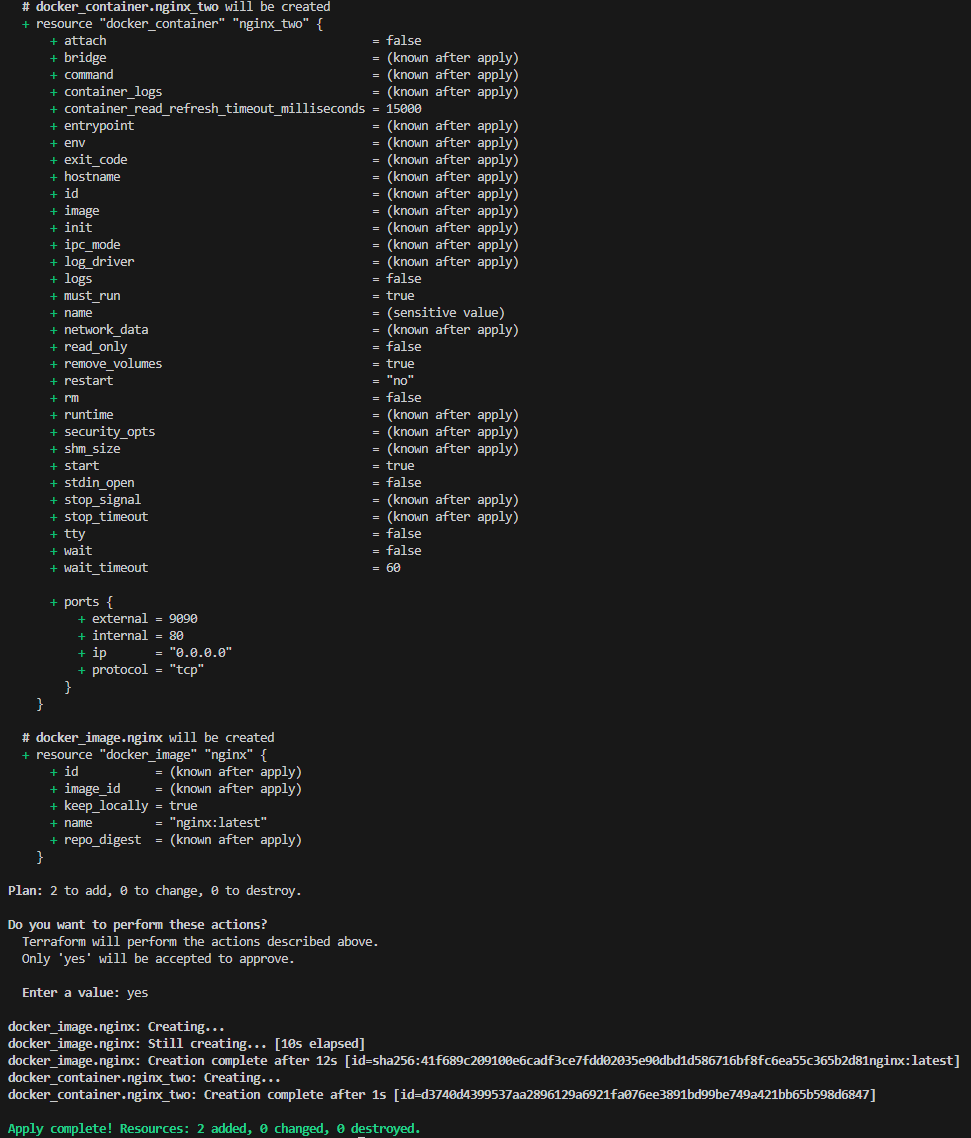 # docker_container.nginx_two will be created
+ resource "docker_container" "nginx_two" {
+ attach = false
+ bridge = (known after apply)
+ command = (known after apply)
+ container_logs = (known after apply)
+ container_read_refresh_timeout_milliseconds = 15000
+ entrypoint = (known after apply)
+ env = (known after apply)
+ exit_code = (known after apply)
+ hostname = (known after apply)
+ id = (known after apply)
+ image = (known after apply)
+ init = (known after apply)
+ ipc_mode = (known after apply)
+ log_driver = (known after apply)
+ logs = false
+ must_run = true
+ name = (sensitive value)
+ network_data = (known after apply)
+ read_only = false
+ remove_volumes = true
+ restart = "no"
+ rm = false
+ runtime = (known after apply)
+ security_opts = (known after apply)
+ shm_size = (known after apply)
+ start = true
+ stdin_open = false
+ stop_signal = (known after apply)
+ stop_timeout = (known after apply)
+ tty = false
+ wait = false
+ wait_timeout = 60
+ ports {
+ external = 9090
+ internal = 80
+ ip = "0.0.0.0"
+ protocol = "tcp"
}
}
# docker_image.nginx will be created
+ resource "docker_image" "nginx" {
+ id = (known after apply)
+ image_id = (known after apply)
+ keep_locally = true
+ name = "nginx:latest"
+ repo_digest = (known after apply)
}
Plan: 2 to add, 0 to change, 0 to destroy.
Do you want to perform these actions?
Terraform will perform the actions described above.
Only 'yes' will be accepted to approve.
Enter a value: yes
docker_image.nginx: Creating...
docker_image.nginx: Still creating... [10s elapsed]
docker_image.nginx: Creation complete after 12s [id=sha256:41f689c209100e6cadf3ce7fdd02035e90dbd1d586716bf8fc6ea55c365b2d81nginx:latest]
docker_container.nginx_two: Creating...
docker_container.nginx_two: Creation complete after 1s [id=d3740d4399537aa2896129a6921fa076ee3891bd99be749a421bb65b598d6847]
Apply complete! Resources: 2 added, 0 changed, 0 destroyed.